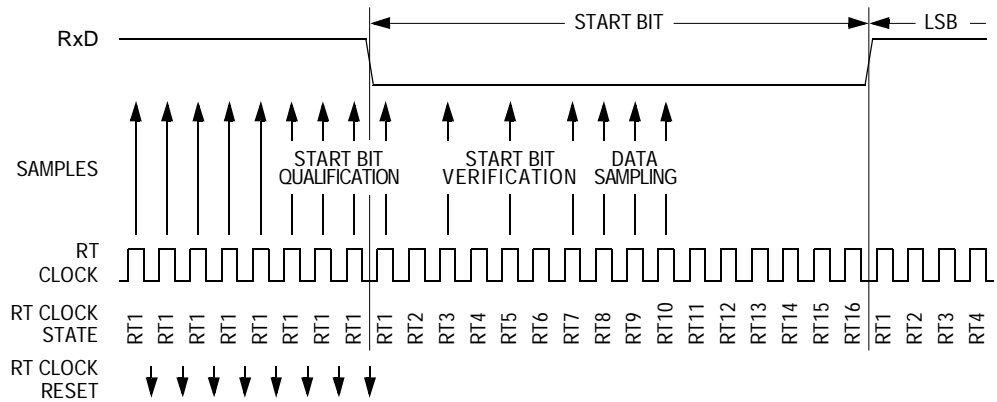 START BIT
LSB
RxD
SAMPLES
START BIT
QUALIFICATION
START BIT
VERIFICATION
DATA
SAMPLING
RT
CLOCK
RT CLOCK
STATE
RT1 RT1 RT1 RT1 RT1 RT1 RT1 RT1 RT1 RT2 RT3 RT4 RT5 RT6 RT7 RT8 RT9 RT10 RT11 RT12 RT13 RT14 RT15 RT16 RT1 RT2 RT3 RT4
RT CLOCK
RESET